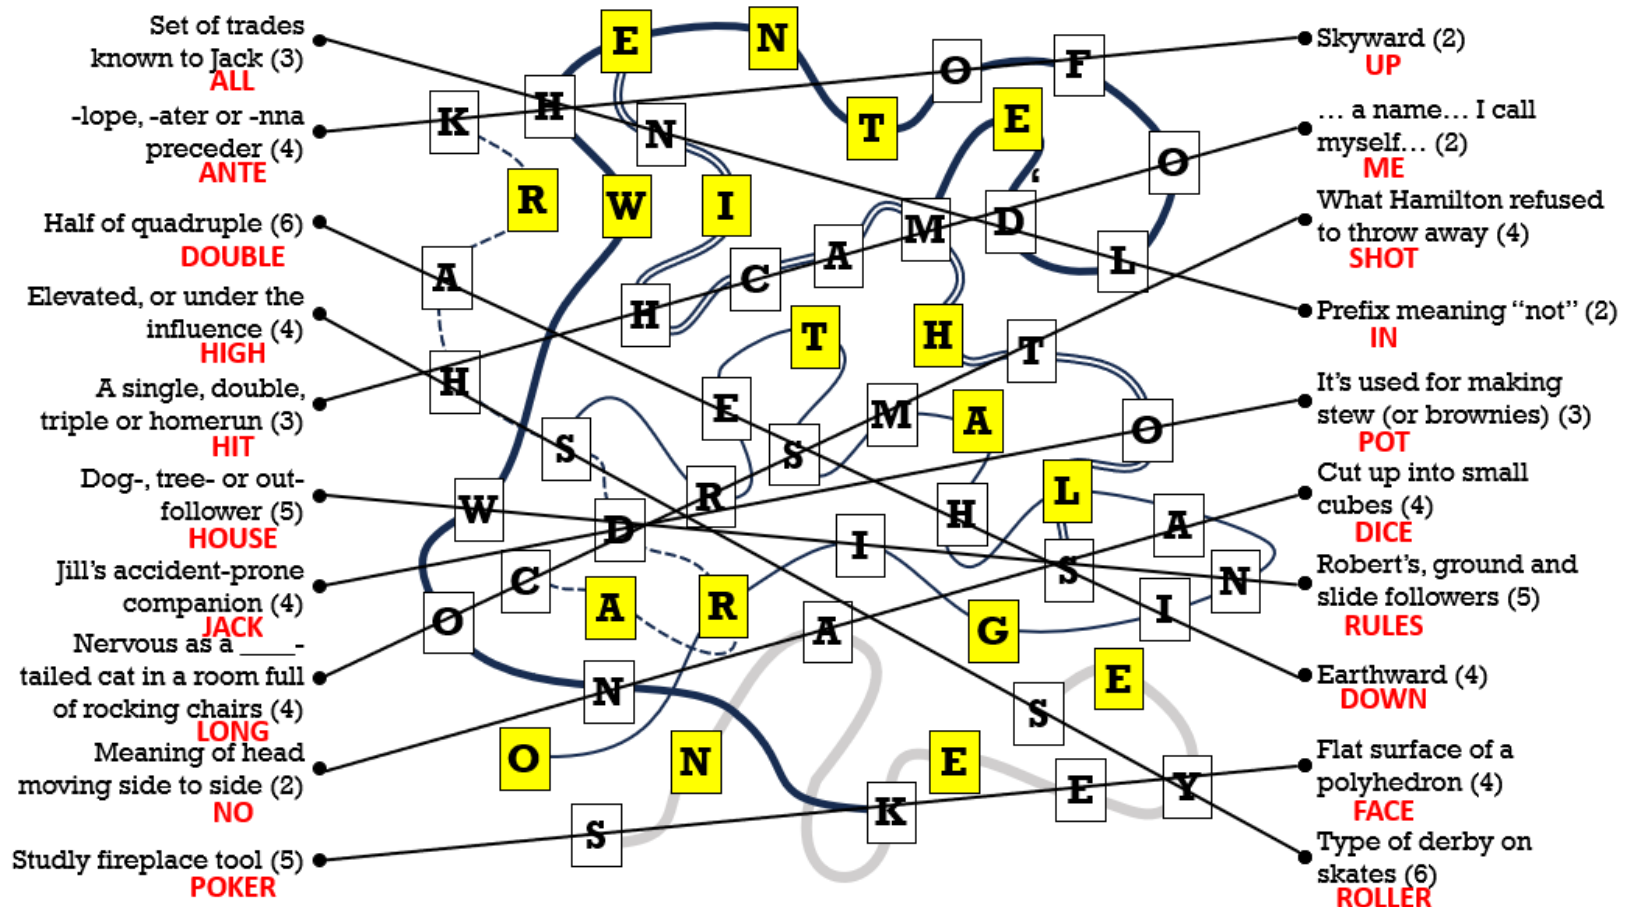 Set of trades
known to Jack (3)
ALL
-lope, -ater or -nna
preceder (4)
ANTE
Half of quadruple (6)
DOUBLE
Elevated, or under the
influence (4)
HIGH
A single, double,
triple or homerun (3)
HIT
Dog-, tree- or out-
follower (5)
HOUSE
Jill's accident-prone
companion (4)
JACK
Nervous as a ____-
tailed cat in a room full
of rocking chairs (4)
LONG
Meaning of head
moving side to side (2)
NO
Studly fireplace tool (5)
POKER
E N
O F
K H N T E
O
R W I
M D ‘
A C A L
H T H T
H E M A O
S S
W R L
D H A
I
C S N
A R I
O A G
N E
S
O N E
E Y
S K
Skyward (2)
UP
… a name… I call
myself… (2)
ME
What Hamilton refused
to throw away (4)
SHOT
Prefix meaning “not” (2)
IN
It's used for making
stew (or brownies) (3)
POT
Cut up into small
cubes (4)
DICE
Robert's, ground and
slide followers (5)
RULES
Earthward (4)
DOWN
Flat surface of a
polyhedron (4)
FACE
Type of derby on
skates (6)
ROLLER